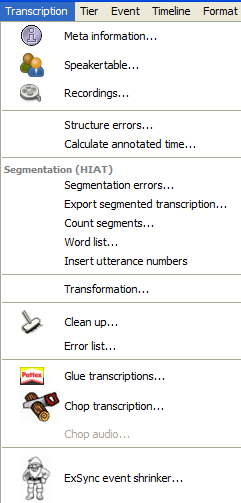 Transcription Tier Event Timeline Format
Meta information...
Speakertable...
Recordings...
Structure errors...
Calculate annotated time...
Segmentation (HIAT)
Segmentation errors...
Export segmented transcription...
Count segments...
Word list...
Insert utterance numbers
Transformation...
Clean up...
Error list...
Pattex Glue transcriptions...
Chop transcription...
Chop audio...
ExSync event shrinker...